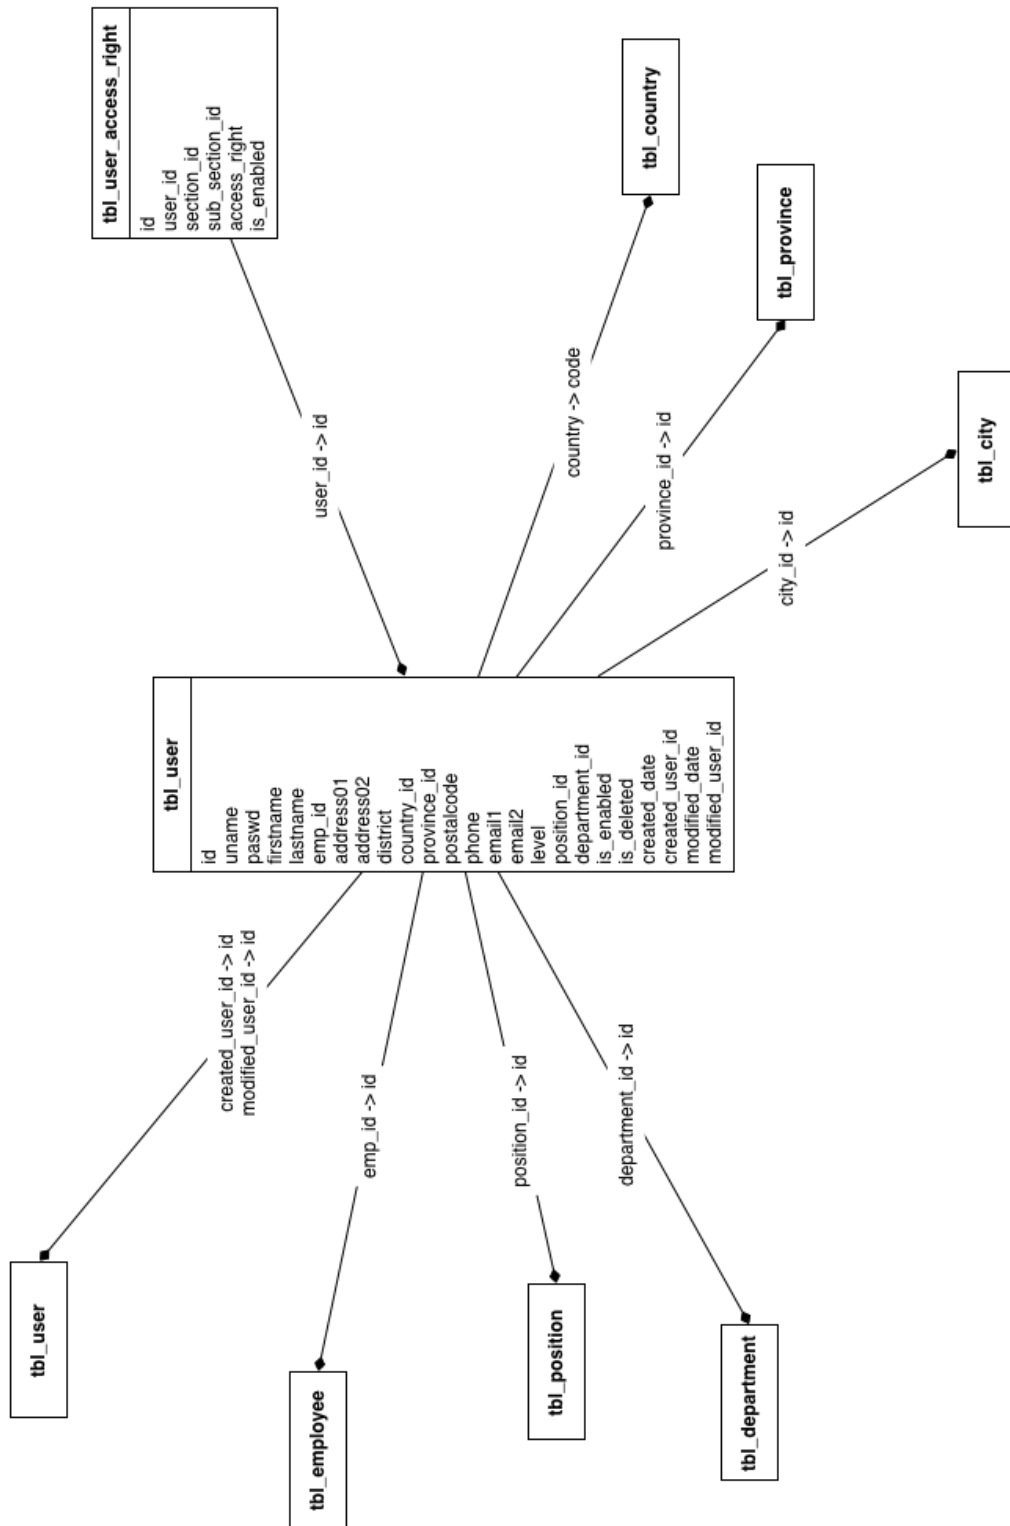 tbl_user_access_right
id
user_id
section_id
sub_section_id
access_right
is_enabled
tbl_country
tbl_province
tbl_city
user_id -> id
country -> code
province_id -> id
city_id -> id
tbl_user
id
uname
paswd
firstname
lastname
emp_id
address01
address02
district
country_id
province_id
postalcode
phone
email1
email2
level
position_id
department_id
is_enabled
is_deleted
created_date
created_user_id
modified_date
modified_user_id
created_user_id -> id
modified_user_id -> id
emp_id -> id
position_id -> id
department_id -> id
tbl_user
tbl_employee
tbl_position
tbl_department